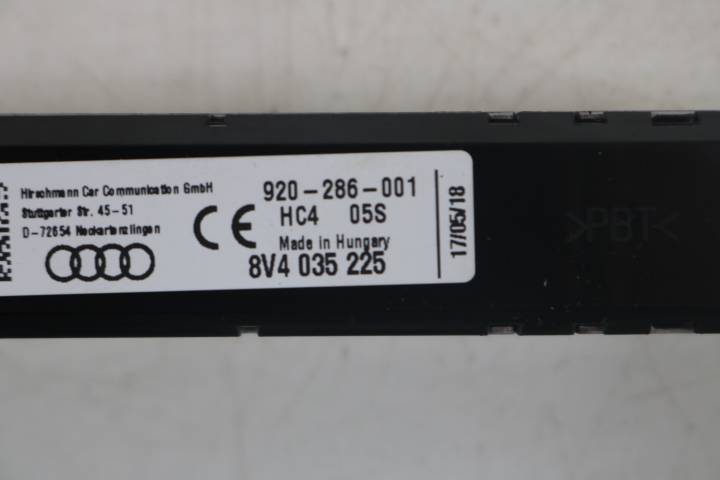 Hirschmann Car Communication GmbH
Stuttgarter Str. 45-51
D-72654 Neckartenzlingen
CE
920-286-001
HC4 05S
Made in Hungary
8V4 035 225
17/05/18
>PBT<